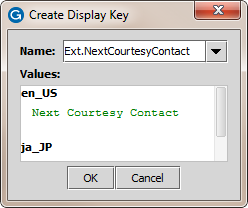 Create Display Key
Name: Ext.NextCourtesyContact
Values:
en_US
Next Courtesy Contact
ja_JP
OK Cancel